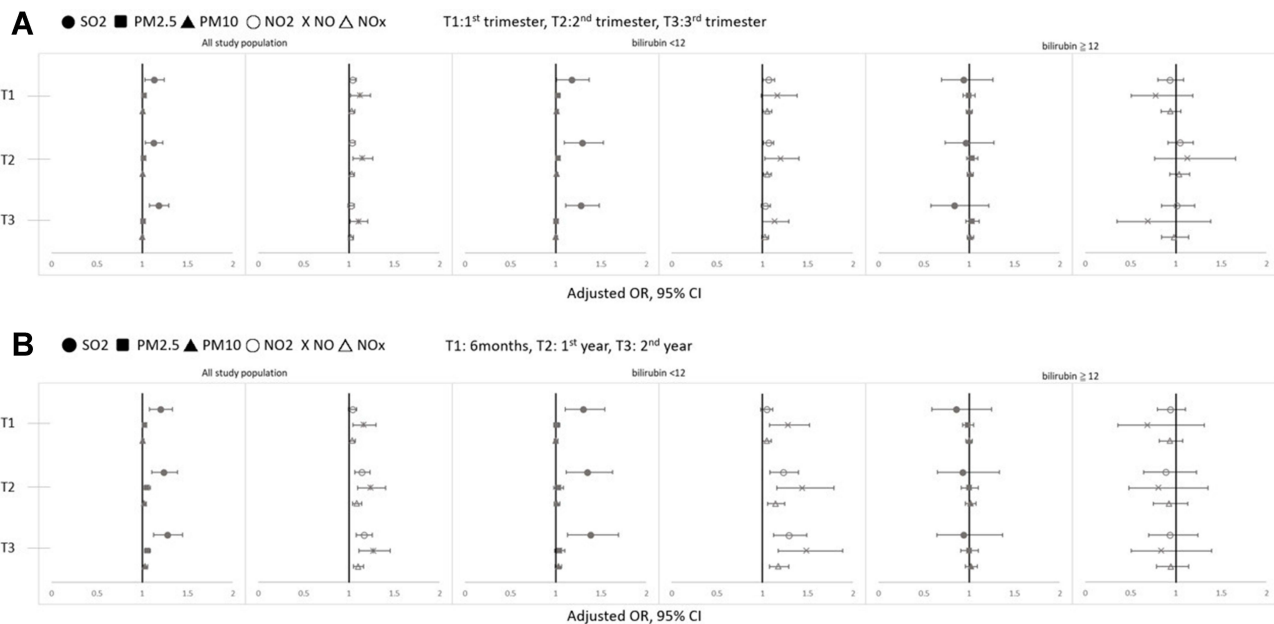 A ● SO2 ■ PM2.5 ▲ PM10 ○ NO2 X NO △ NOx T1:1st trimester, T2:2nd trimester, T3:3rd trimester
All study population bilirubin <12 bilirubin ≧ 12
T1
T2
T3
0 0.5 1 1.5 2 0 0.5 1 1.5 2 0 0.5 1 1.5 2 0 0.5 1 1.5 2 0 0.5 1 1.5 2 0 0.5 1 1.5 2
Adjusted OR, 95% CI
B ● SO2 ■ PM2.5 ▲ PM10 ○ NO2 X NO △ NOx T1: 6months, T2: 1st year, T3: 2nd year
All study population bilirubin <12 bilirubin ≧ 12
T1
T2
T3
0 0.5 1 1.5 2 0 0.5 1 1.5 2 0 0.5 1 1.5 2 0 0.5 1 1.5 2 0 0.5 1 1.5 2 0 0.5 1 1.5 2
Adjusted OR, 95% CI